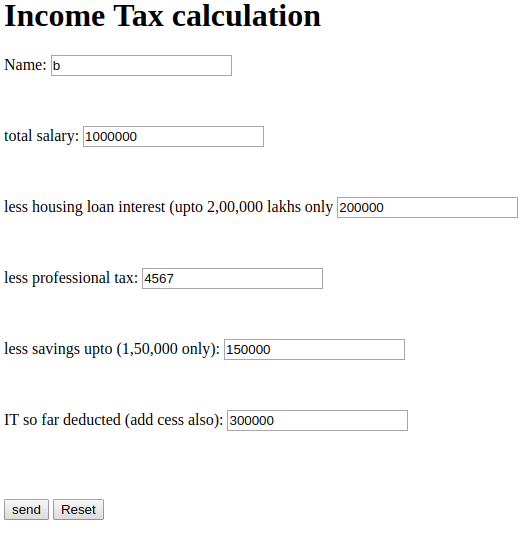 Income Tax calculation
Name: b
total salary: 1000000
less housing loan interest (upto 2,00,000 lakhs only 200000
less professional tax: 4567
less savings upto (1,50,000 only): 150000
IT so far deducted (add cess also): 300000
send Reset